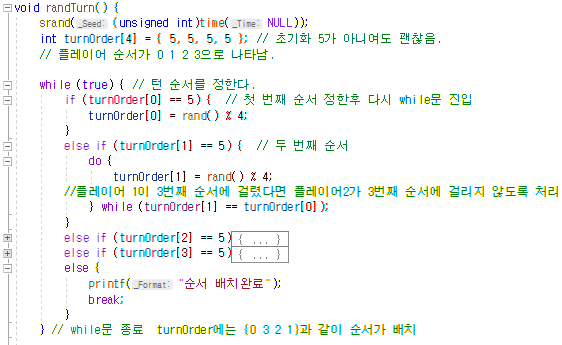 void randTurn() {
srand(_Seed: (unsigned int)time(_Time: NULL));
int turnOrder[4] = { 5, 5, 5, 5 }; // 초기화 5가 아니여도 괜찮음.
// 플레이어 순서가 0 1 2 3으로 나타남.
while (true) { // 턴 순서를 정한다.
if (turnOrder[0] == 5) { // 첫 번째 순서 정한후 다시 while문 진입
turnOrder[0] = rand() % 4;
}
else if (turnOrder[1] == 5) { // 두 번째 순서
do {
turnOrder[1] = rand() % 4;
//플레이어 1이 3번째 순서에 걸렸다면 플레이어2가 3번째 순서에 걸리지 않도록 처리
} while (turnOrder[1] == turnOrder[0]);
}
else if (turnOrder[2] == 5) { ... }
else if (turnOrder[3] == 5) { ... }
else {
printf(_Format: "순서 배치완료");
break;
}
} // while문 종료 turnOrder에는 {0 3 2 1}과 같이 순서가 배치